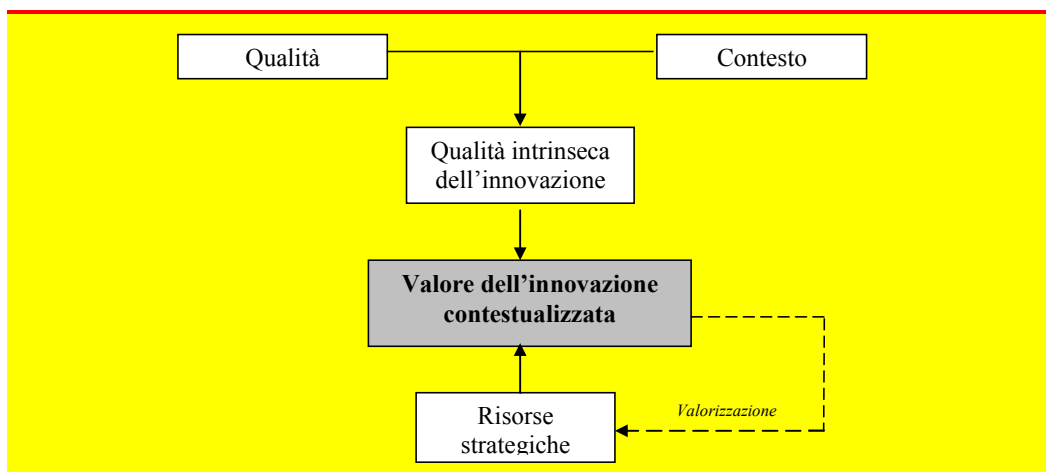 Qualità
Contesto
Qualità intrinseca
dell’innovazione
Valore dell’innovazione
contestualizzata
Risorse
strategiche
Valorizzazione